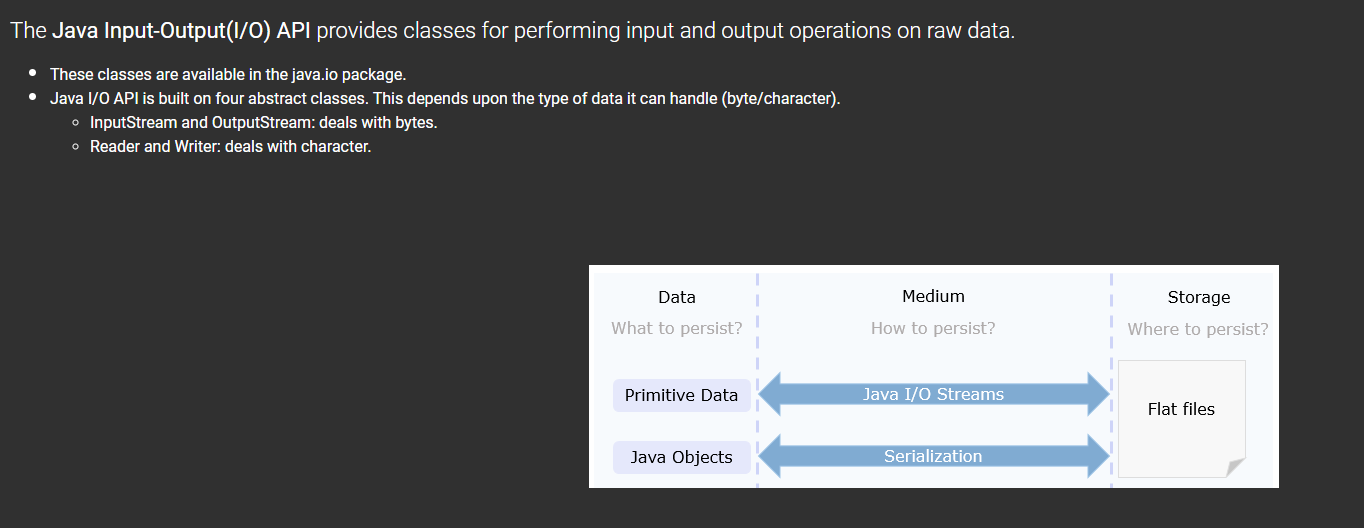 The Java Input-Output(I/O) API provides classes for performing input and output operations on raw data.
These classes are available in the java.io package.
Java I/O API is built on four abstract classes. This depends upon the type of data it can handle (byte/character).
InputStream and OutputStream: deals with bytes.
Reader and Writer: deals with character.
Data
Medium
Storage
What to persist?
How to persist?
Where to persist?
Primitive Data
Java I/O Streams
Flat files
Java Objects
Serialization